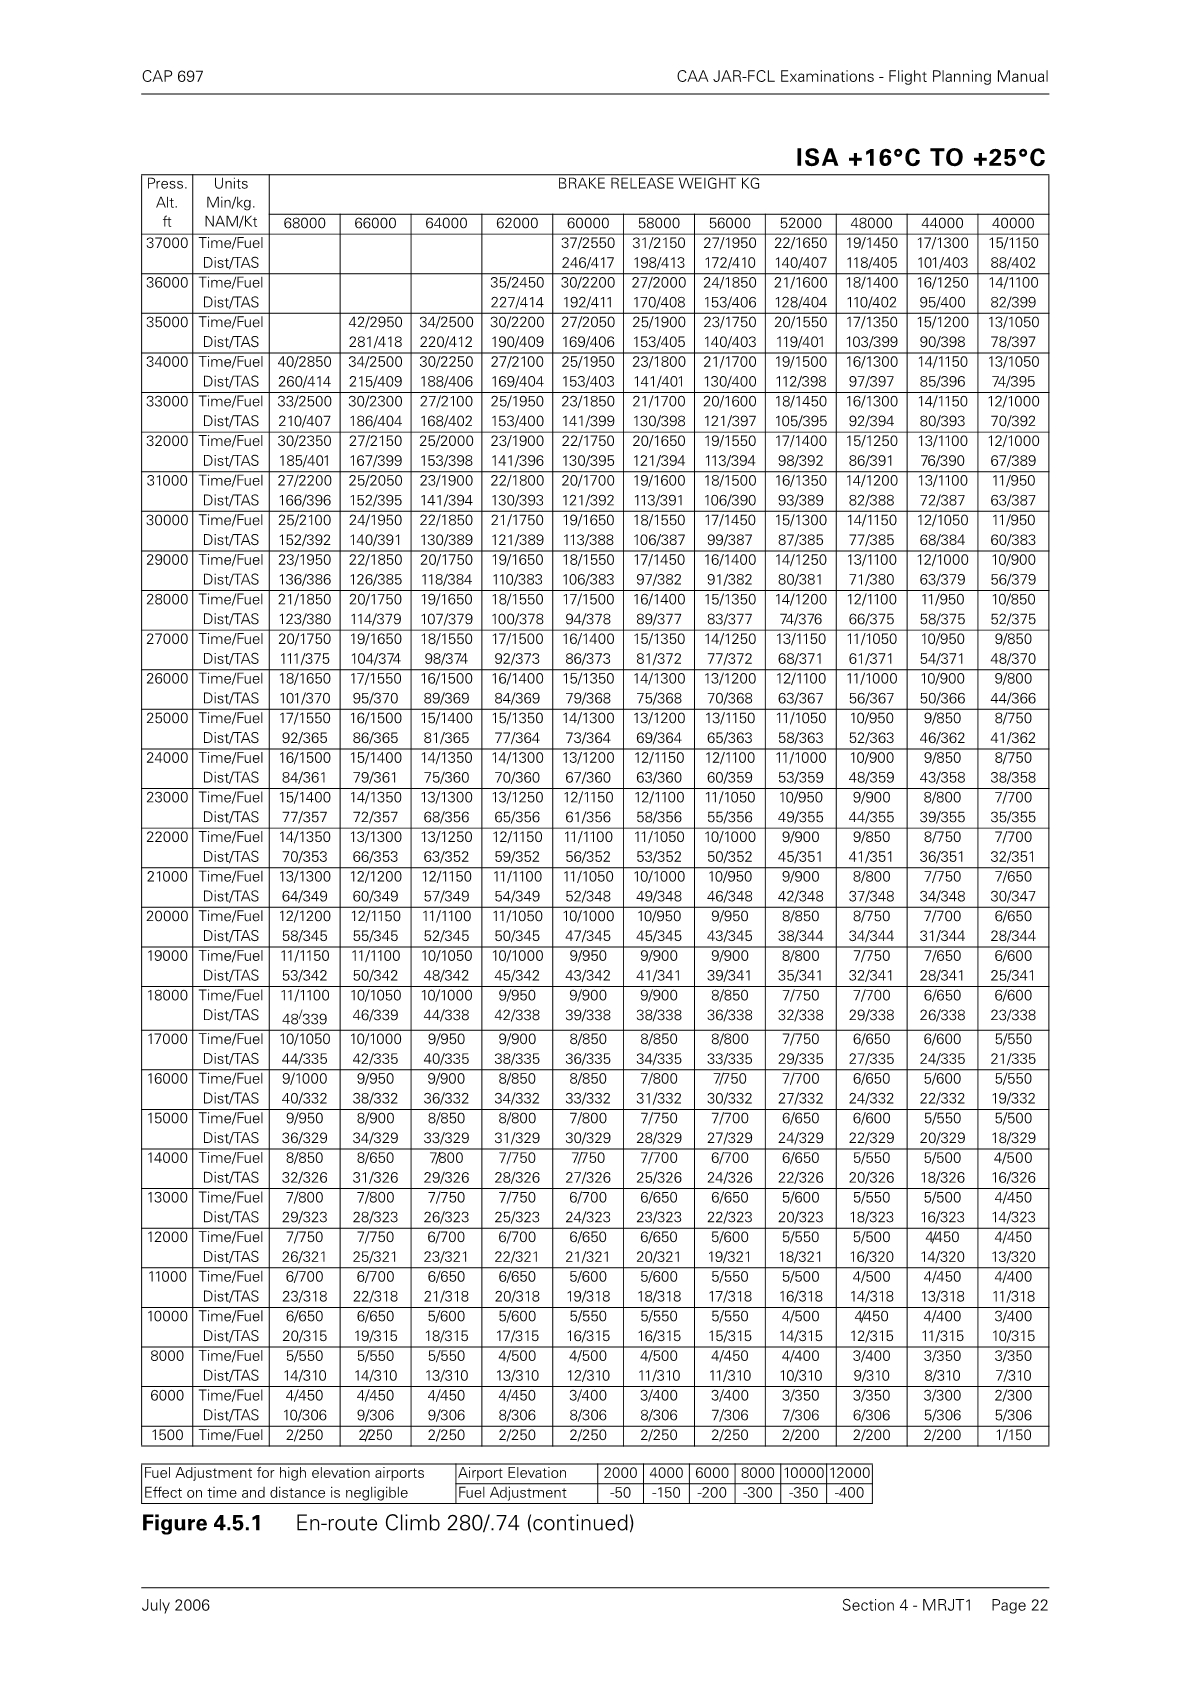 CAP 697 CAA JAR-FCL Examinations - Flight Planning Manual
ISA +16°C TO +25°C
Press. Units BRAKE RELEASE WEIGHT KG
Alt. Min/kg.
ft NAM/Kt 68000 66000 64000 62000 60000 58000 56000 52000 48000 44000 40000
37000 Time/Fuel 37/2550 31/2150 27/1950 22/1650 19/1450 17/1300 15/1150
Dist/TAS 246/417 198/413 172/410 140/407 118/405 101/403 88/402
36000 Time/Fuel 35/2450 30/2200 27/2000 24/1850 21/1600 18/1400 16/1250 14/1100
Dist/TAS 227/414 192/411 170/408 153/406 128/404 110/402 95/400 82/399
35000 Time/Fuel 42/2950 34/2500 30/2200 27/2050 25/1900 23/1750 20/1550 17/1350 15/1200 13/1050
Dist/TAS 281/418 220/412 190/409 169/406 153/405 140/403 119/401 103/399 90/398 78/397
34000 Time/Fuel 40/2850 34/2500 30/2250 27/2100 25/1950 23/1800 21/1700 19/1500 16/1300 14/1150 13/1050
Dist/TAS 260/414 215/409 188/406 169/404 153/403 141/401 130/400 112/398 97/397 85/396 74/395
33000 Time/Fuel 33/2500 30/2300 27/2100 25/1950 23/1850 21/1700 20/1600 18/1450 16/1300 14/1150 12/1000
Dist/TAS 210/407 186/404 168/402 153/400 141/399 130/398 121/397 105/395 92/394 80/393 70/392
32000 Time/Fuel 30/2350 27/2150 25/2000 23/1900 22/1750 20/1650 19/1550 17/1400 15/1250 13/1100 12/1000
Dist/TAS 185/401 167/399 153/398 141/396 130/395 121/394 113/394 98/392 86/391 76/390 67/389
31000 Time/Fuel 27/2200 25/2050 23/1900 22/1800 20/1700 19/1600 18/1500 16/1350 14/1200 13/1100 11/950
Dist/TAS 166/396 152/395 141/394 130/393 121/392 113/391 106/390 93/389 82/388 72/387 63/387
30000 Time/Fuel 25/2100 24/1950 22/1850 21/1750 19/1650 18/1550 17/1450 15/1300 14/1150 12/1050 11/950
Dist/TAS 152/392 140/391 130/389 121/389 113/388 106/387 99/387 87/385 77/385 68/384 60/383
29000 Time/Fuel 23/1950 22/1850 20/1750 19/1650 18/1550 17/1450 16/1400 14/1250 13/1100 12/1000 10/900
Dist/TAS 136/386 126/385 118/384 110/383 106/383 97/382 91/382 80/381 71/380 63/379 56/379
28000 Time/Fuel 21/1850 20/1750 19/1650 18/1550 17/1500 16/1400 15/1350 14/1200 12/1100 11/950 10/850
Dist/TAS 123/380 114/379 107/379 100/378 94/378 89/377 83/377 74/376 66/375 58/375 52/375
27000 Time/Fuel 20/1750 19/1650 18/1550 17/1500 16/1400 15/1350 14/1250 13/1150 11/1050 10/950 9/850
Dist/TAS 111/375 104/374 98/374 92/373 86/373 81/372 77/372 68/371 61/371 54/371 48/370
26000 Time/Fuel 18/1650 17/1550 16/1500 16/1400 15/1350 14/1300 13/1200 12/1100 11/1000 10/900 9/800
Dist/TAS 101/370 95/370 89/369 84/369 79/368 75/368 70/368 63/367 56/367 50/366 44/366
25000 Time/Fuel 17/1550 16/1500 15/1400 15/1350 14/1300 13/1200 13/1150 11/1050 10/950 9/850 8/750
Dist/TAS 92/365 86/365 81/365 77/364 73/364 69/364 65/363 58/363 52/363 46/362 41/362
24000 Time/Fuel 16/1500 15/1400 14/1350 14/1300 13/1200 12/1150 12/1100 11/1000 10/900 9/850 8/750
Dist/TAS 84/361 79/361 75/360 70/360 67/360 63/360 60/359 53/359 48/359 43/358 38/358
23000 Time/Fuel 15/1400 14/1350 13/1300 13/1250 12/1150 12/1100 11/1050 10/950 9/900 8/800 7/700
Dist/TAS 77/357 72/357 68/356 65/356 61/356 58/356 55/356 49/355 44/355 39/355 35/355
22000 Time/Fuel 14/1350 13/1300 13/1250 12/1150 11/1100 11/1050 10/1000 9/900 9/850 8/750 7/700
Dist/TAS 70/353 66/353 63/352 59/352 56/352 53/352 50/352 45/351 41/351 36/351 32/351
21000 Time/Fuel 13/1300 12/1200 12/1150 11/1100 11/1050 10/1000 10/950 9/900 8/800 7/750 7/650
Dist/TAS 64/349 60/349 57/349 54/349 52/348 49/348 46/348 42/348 37/348 34/348 30/347
20000 Time/Fuel 12/1200 12/1150 11/1100 11/1050 10/1000 10/950 9/950 8/850 8/750 7/700 6/650
Dist/TAS 58/345 55/345 52/345 50/345 47/345 45/345 43/345 38/344 34/344 31/344 28/344
19000 Time/Fuel 11/1150 11/1100 10/1050 10/1000 9/950 9/900 9/900 8/800 7/750 7/650 6/600
Dist/TAS 53/342 50/342 48/342 45/342 43/342 41/341 39/341 35/341 32/341 28/341 25/341
18000 Time/Fuel 11/1100 10/1050 10/1000 9/950 9/900 9/900 8/850 7/750 7/700 6/650 6/600
Dist/TAS 48/339 46/339 44/338 42/338 39/338 38/338 36/338 32/338 29/338 26/338 23/338
17000 Time/Fuel 10/1050 10/1000 9/950 9/900 8/850 8/850 8/800 7/750 6/650 6/600 5/550
Dist/TAS 44/335 42/335 40/335 38/335 36/335 34/335 33/335 29/335 27/335 24/335 21/335
16000 Time/Fuel 9/1000 9/950 9/900 8/850 8/850 7/800 7/750 7/700 6/650 5/600 5/550
Dist/TAS 40/332 38/332 36/332 34/332 33/332 31/332 30/332 27/332 24/332 22/332 19/332
15000 Time/Fuel 9/950 8/900 8/850 8/800 7/800 7/750 7/700 6/650 6/600 5/550 5/500
Dist/TAS 36/329 34/329 33/329 31/329 30/329 28/329 27/329 24/329 22/329 20/329 18/329
14000 Time/Fuel 8/850 8/650 7/800 7/750 7/750 7/700 6/700 6/650 5/550 5/500 4/500
Dist/TAS 32/326 31/326 29/326 28/326 27/326 25/326 24/326 22/326 20/326 18/326 16/326
13000 Time/Fuel 7/800 7/800 7/750 7/750 6/700 6/650 6/650 5/600 5/550 5/500 4/450
Dist/TAS 29/323 28/323 26/323 25/323 24/323 23/323 22/323 20/323 18/323 16/323 14/323
12000 Time/Fuel 7/750 7/750 6/700 6/700 6/650 6/650 5/600 5/550 5/500 4/450 4/450
Dist/TAS 26/321 25/321 23/321 22/321 21/321 20/321 19/321 18/321 16/320 14/320 13/320
11000 Time/Fuel 6/700 6/700 6/650 6/650 5/600 5/600 5/550 5/500 4/500 4/450 4/400
Dist/TAS 23/318 22/318 21/318 20/318 19/318 18/318 17/318 16/318 14/318 13/318 11/318
10000 Time/Fuel 6/650 6/650 5/600 5/600 5/550 5/550 5/550 4/500 4/450 4/400 3/400
Dist/TAS 20/315 19/315 18/315 17/315 16/315 16/315 15/315 14/315 12/315 11/315 10/315
8000 Time/Fuel 5/550 5/550 5/550 4/500 4/500 4/500 4/450 4/400 3/400 3/350 3/350
Dist/TAS 14/310 14/310 13/310 13/310 12/310 11/310 11/310 10/310 9/310 8/310 7/310
6000 Time/Fuel 4/450 4/450 4/450 4/450 3/400 3/400 3/400 3/350 3/350 3/300 2/300
Dist/TAS 10/306 9/306 9/306 8/306 8/306 8/306 7/306 7/306 6/306 5/306 5/306
1500 Time/Fuel 2/250 2/250 2/250 2/250 2/250 2/250 2/250 2/200 2/200 2/200 1/150
Fuel Adjustment for high elevation airports Airport Elevation 2000 4000 6000 8000 10000 12000
Effect on time and distance is negligible Fuel Adjustment -50 -150 -200 -300 -350 -400
Figure 4.5.1 En-route Climb 280/.74 (continued)
July 2006 Section 4 - MRJT1 Page 22